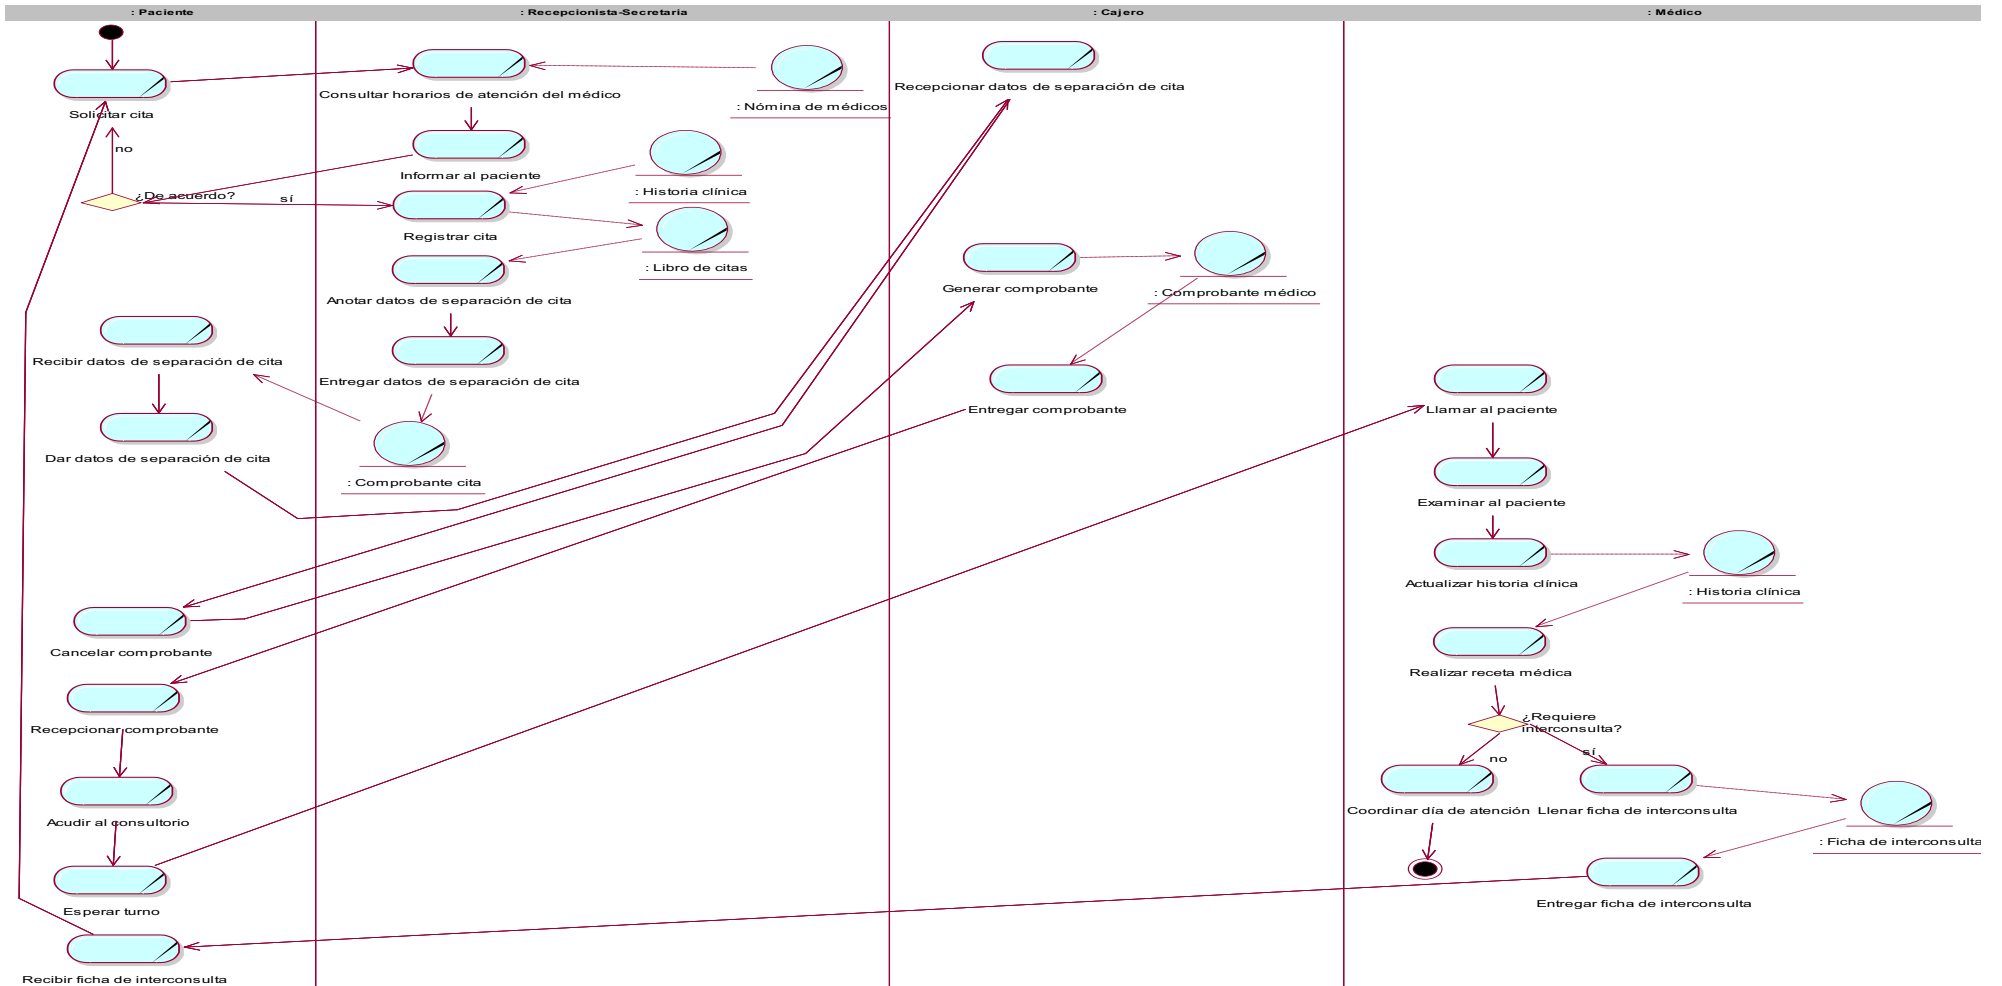 : Paciente
: Recepcionista-Secretaria
: Cajero
: Médico
Solicitar cita
no
¿De acuerdo?
sí
Recibir datos de separación de cita
Dar datos de separación de cita
Cancelar comprobante
Recepcionar comprobante
Acudir al consultorio
Esperar turno
Recibir ficha de interconsulta
Consultar horarios de atención del médico
: Nómina de médicos
Informar al paciente
: Historia clínica
Registrar cita
: Libro de citas
Anotar datos de separación de cita
Entregar datos de separación de cita
: Comprobante cita
Recepcionar datos de separación de cita
Generar comprobante
: Comprobante médico
Entregar comprobante
Llamar al paciente
Examinar al paciente
Actualizar historia clínica
: Historia clínica
Realizar receta médica
¿Requiere
interconsulta?
sí
no
Coordinar día de atención
Llenar ficha de interconsulta
: Ficha de interconsulta
Entregar ficha de interconsulta